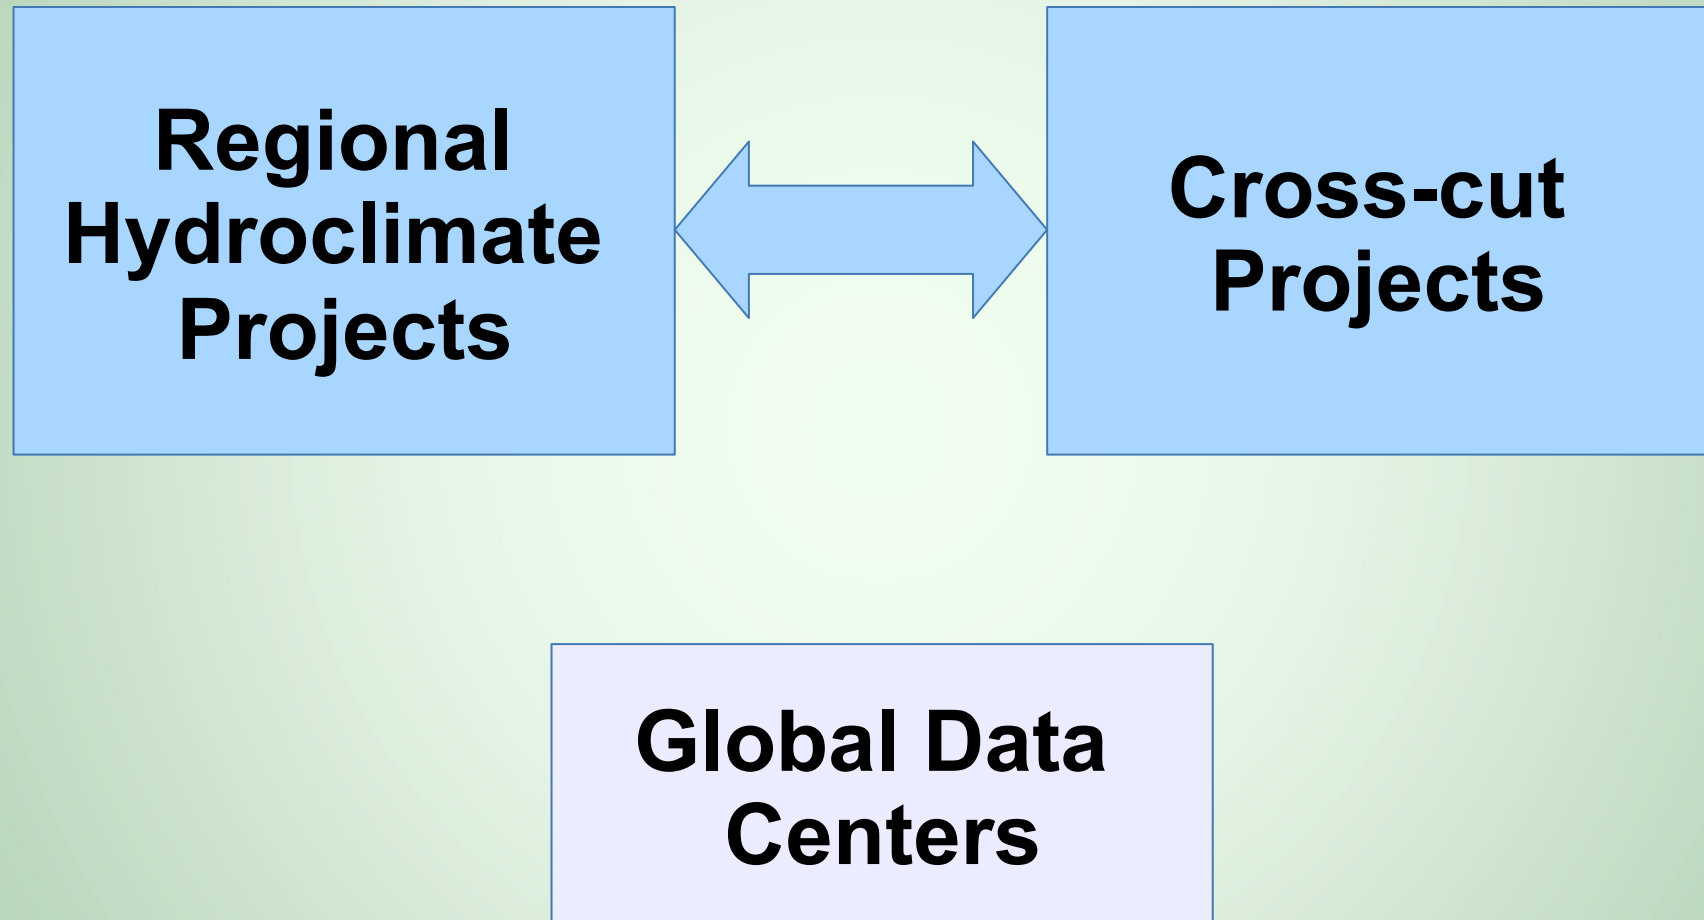 Regional
Hydroclimate
Projects
Cross-cut
Projects
Global Data
Centers